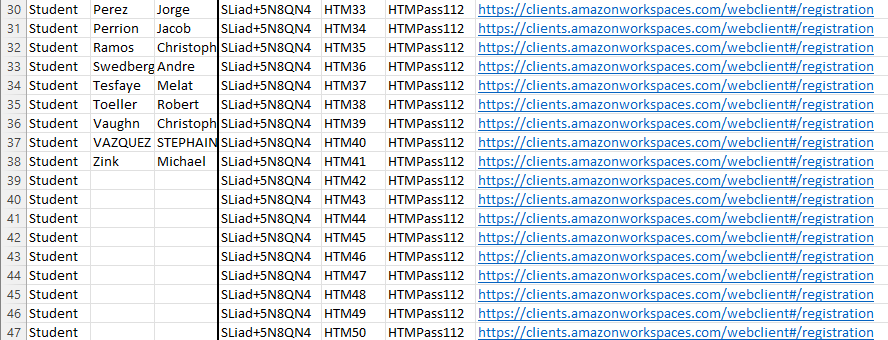 30 Student Perez Jorge SLiad+5N8QN4 HTM33 HTMPass112 https://clients.amazonworkspaces.com/webclient#/registration
31 Student Perrion Jacob SLiad+5N8QN4 HTM34 HTMPass112 https://clients.amazonworkspaces.com/webclient#/registration
32 Student Ramos Christoph SLiad+5N8QN4 HTM35 HTMPass112 https://clients.amazonworkspaces.com/webclient#/registration
33 Student Swedberg Andre SLiad+5N8QN4 HTM36 HTMPass112 https://clients.amazonworkspaces.com/webclient#/registration
34 Student Tesfaye Melat SLiad+5N8QN4 HTM37 HTMPass112 https://clients.amazonworkspaces.com/webclient#/registration
35 Student Toeller Robert SLiad+5N8QN4 HTM38 HTMPass112 https://clients.amazonworkspaces.com/webclient#/registration
36 Student Vaughn Christoph SLiad+5N8QN4 HTM39 HTMPass112 https://clients.amazonworkspaces.com/webclient#/registration
37 Student VAZQUEZ STEPHAIN SLiad+5N8QN4 HTM40 HTMPass112 https://clients.amazonworkspaces.com/webclient#/registration
38 Student Zink Michael SLiad+5N8QN4 HTM41 HTMPass112 https://clients.amazonworkspaces.com/webclient#/registration
39 Student SLiad+5N8QN4 HTM42 HTMPass112 https://clients.amazonworkspaces.com/webclient#/registration
40 Student SLiad+5N8QN4 HTM43 HTMPass112 https://clients.amazonworkspaces.com/webclient#/registration
41 Student SLiad+5N8QN4 HTM44 HTMPass112 https://clients.amazonworkspaces.com/webclient#/registration
42 Student SLiad+5N8QN4 HTM45 HTMPass112 https://clients.amazonworkspaces.com/webclient#/registration
43 Student SLiad+5N8QN4 HTM46 HTMPass112 https://clients.amazonworkspaces.com/webclient#/registration
44 Student SLiad+5N8QN4 HTM47 HTMPass112 https://clients.amazonworkspaces.com/webclient#/registration
45 Student SLiad+5N8QN4 HTM48 HTMPass112 https://clients.amazonworkspaces.com/webclient#/registration
46 Student SLiad+5N8QN4 HTM49 HTMPass112 https://clients.amazonworkspaces.com/webclient#/registration
47 Student SLiad+5N8QN4 HTM50 HTMPass112 https://clients.amazonworkspaces.com/webclient#/registration